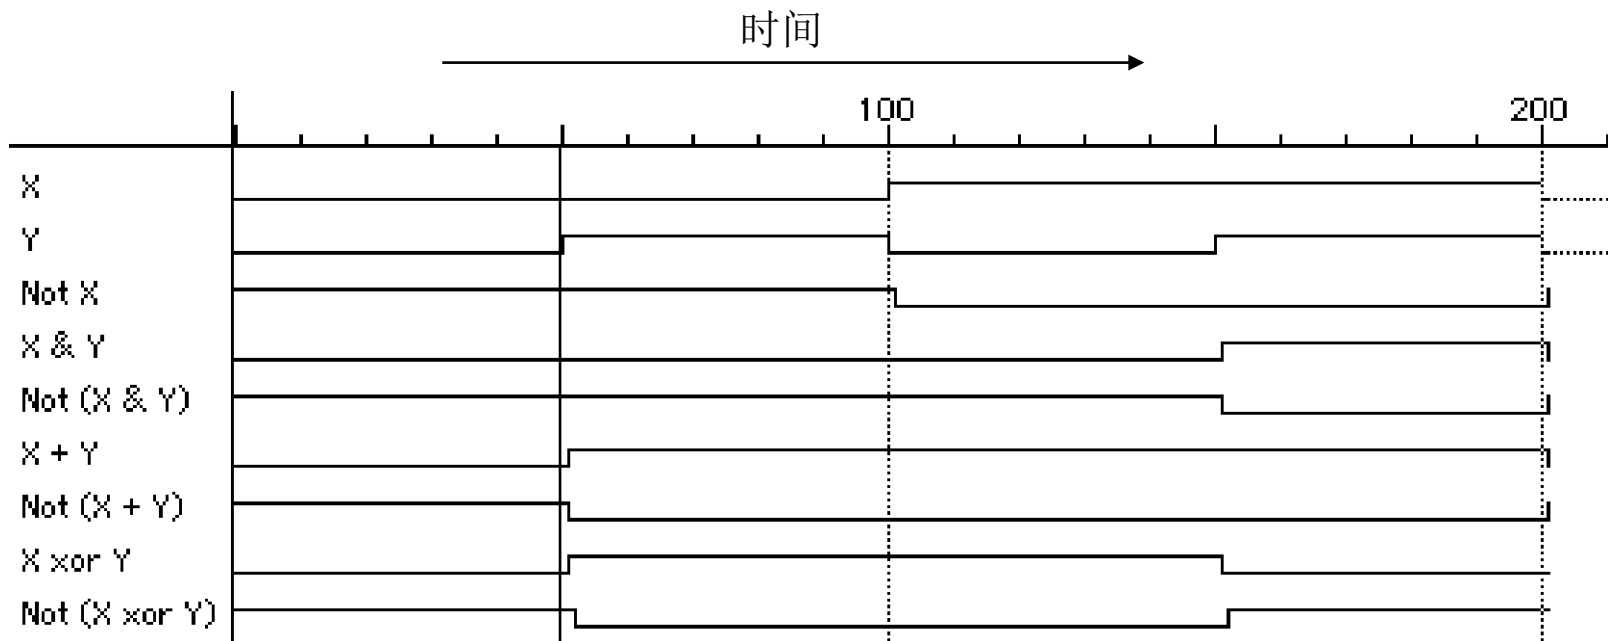 时间
100 200
X
Y
Not X
X & Y
Not (X & Y)
X + Y
Not (X + Y)
X xor Y
Not (X xor Y)